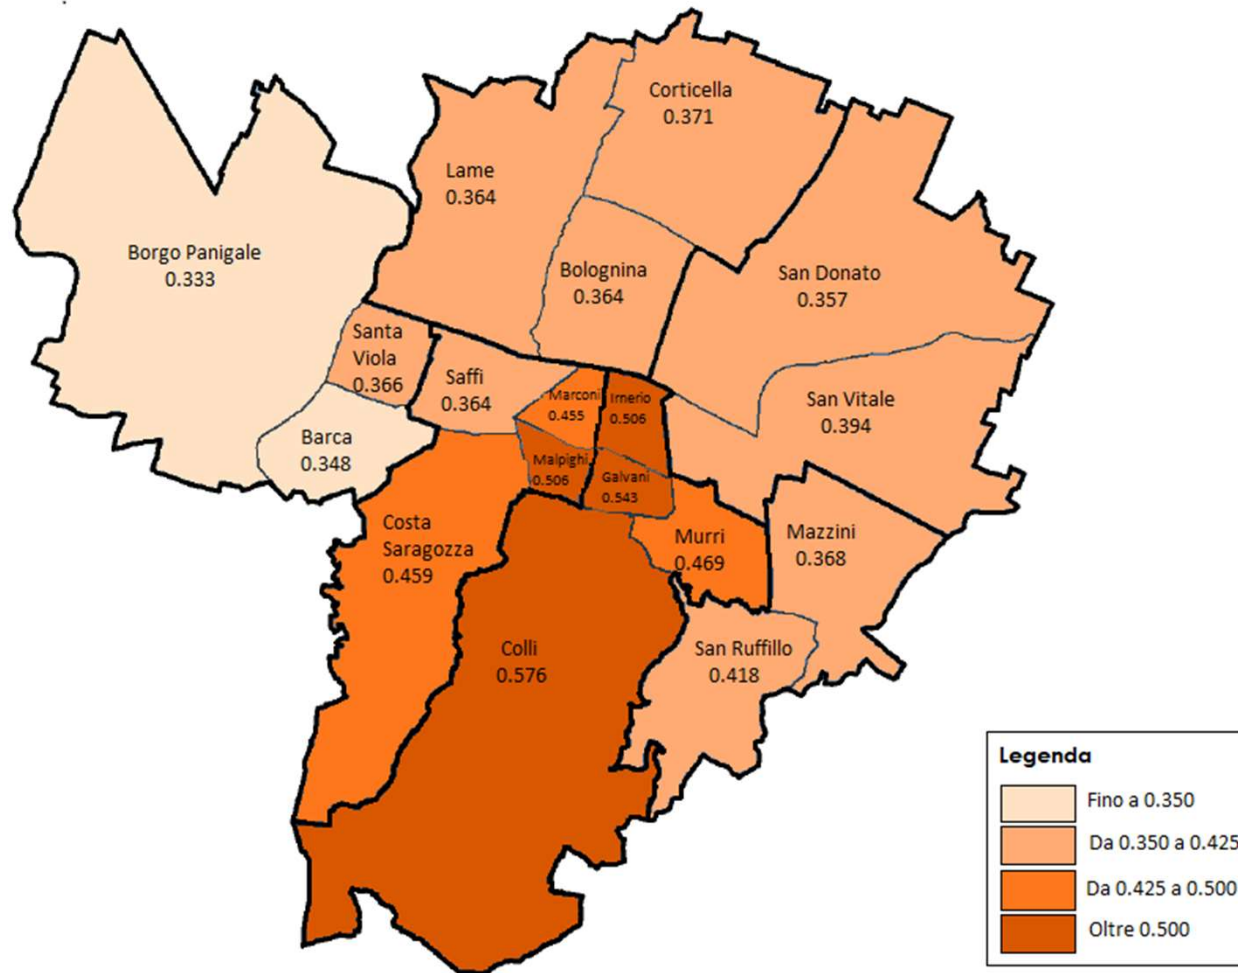 Corticella
0.371
Lame
0.364
Borgo Panigale
0.333
Bolognina
0.364
San Donato
0.357
Santa
Viola
0.366
Saffi
0.364
Marconi
0.455
Irnerio
0.506
San Vitale
0.394
Barca
0.348
Malpighi
0.506
Galvani
0.543
Costa
Saragozza
0.459
Murri
0.469
Mazzini
0.368
Colli
0.576
San Ruffillo
0.418
Legenda
Fino a 0.350
Da 0.350 a 0.425
Da 0.425 a 0.500
Oltre 0.500